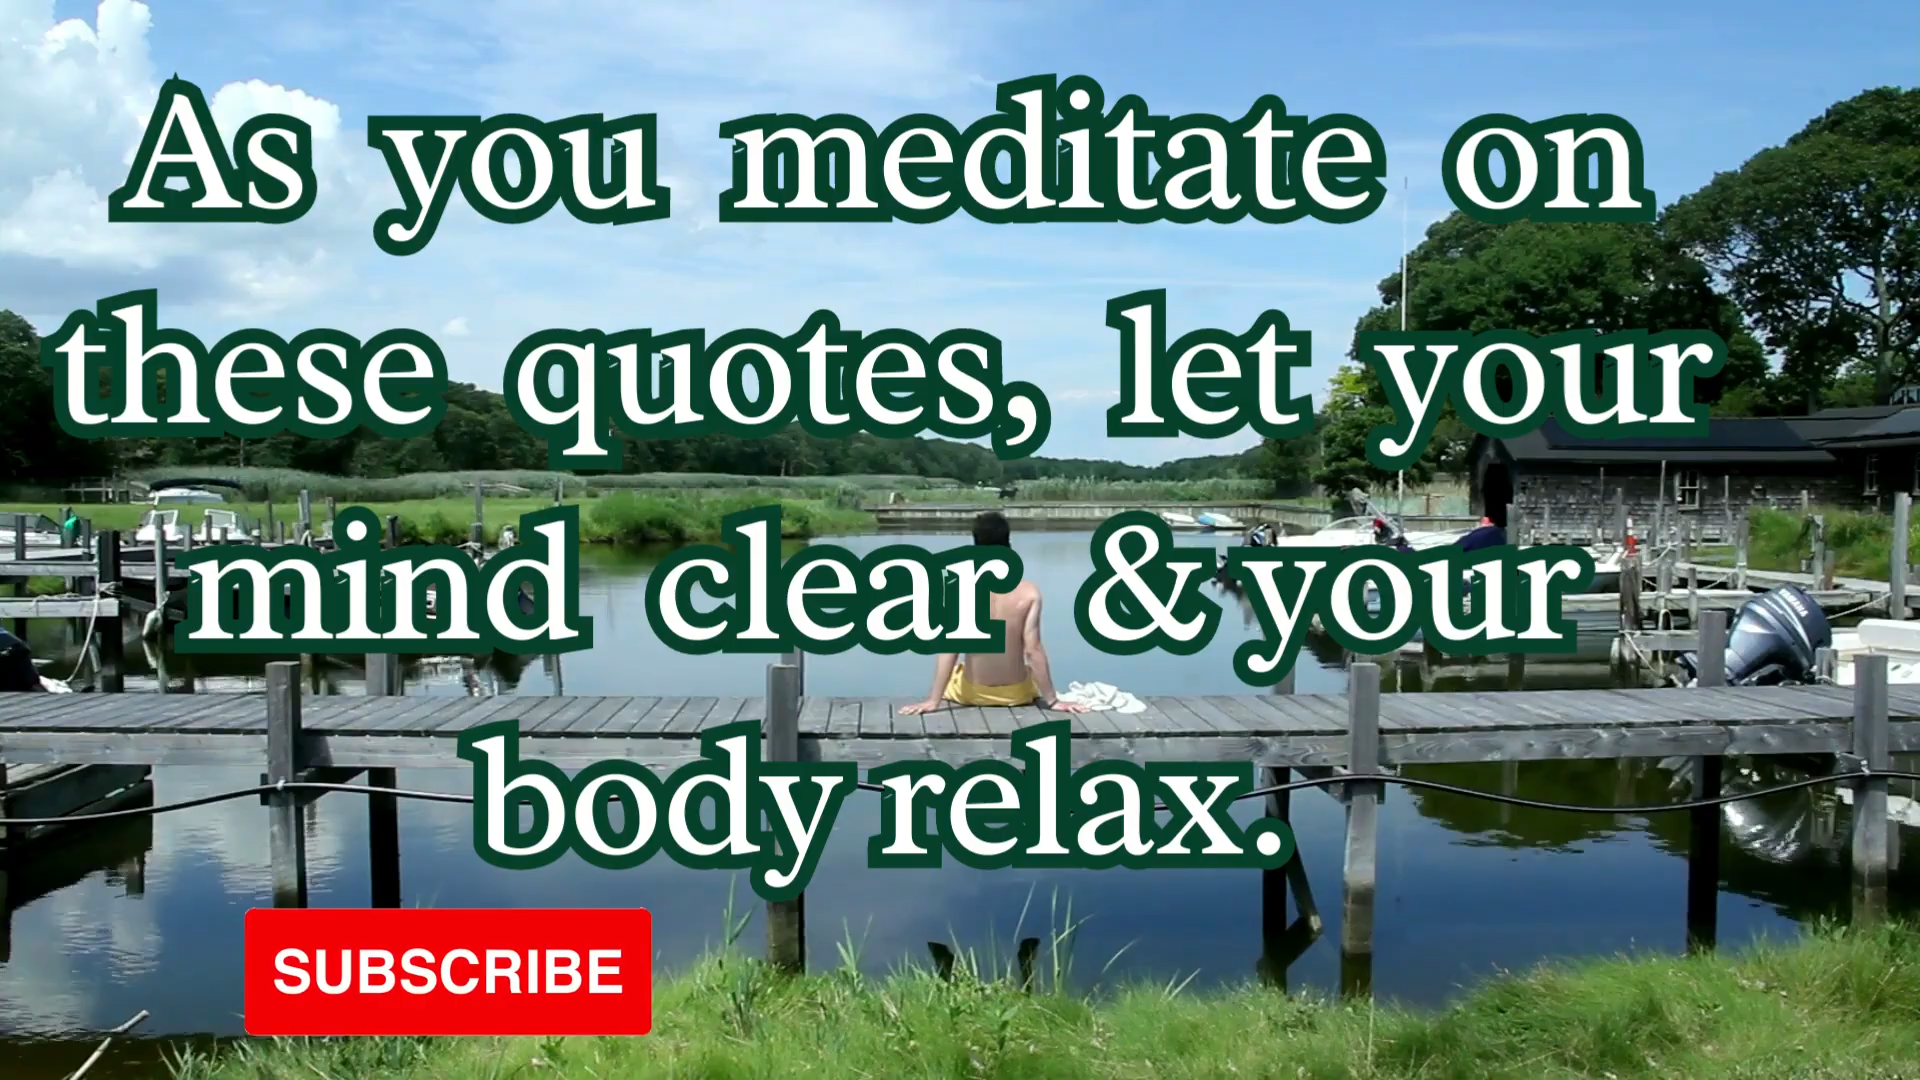 As you meditate on
these quotes, let your
mind clear & your
body relax.
SUBSCRIBE